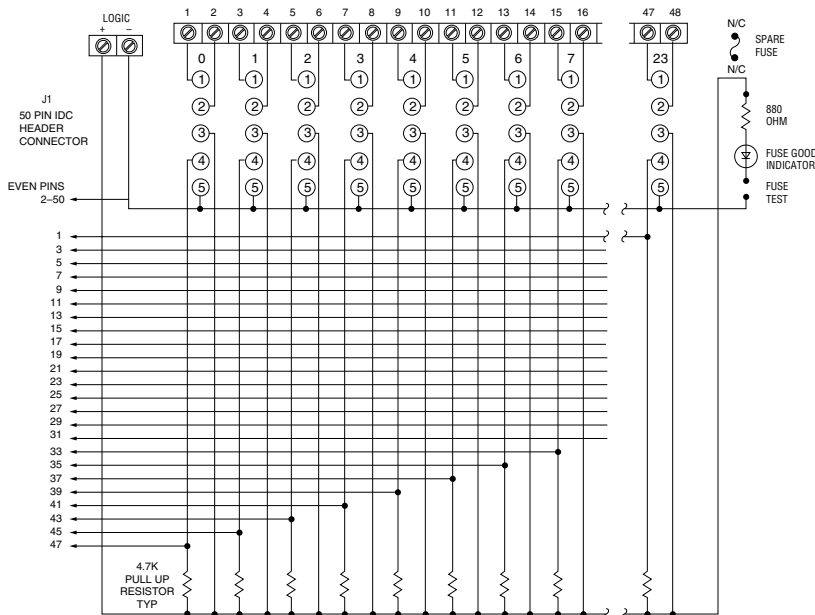 LOGIC
+ –
1 2 3 4 5 6 7 8 9 10 11 12 13 14 15 16 47 48
N/C
SPARE
FUSE
N/C
0 1 2 3 4 5 6 7 23
1 1 1 1 1 1 1 1 1
2 2 2 2 2 2 2 2 2
3 3 3 3 3 3 3 3 3
4 4 4 4 4 4 4 4 4
5 5 5 5 5 5 5 5 5
J1
50 PIN IDC
HEADER
CONNECTOR
880
OHM
FUSE GOOD
INDICATOR
FUSE
TEST
EVEN PINS
2–50
1
3
5
7
9
11
13
15
17
19
21
23
25
27
29
31
33
35
37
39
41
43
45
47
4.7K
PULL UP
RESISTOR
TYP